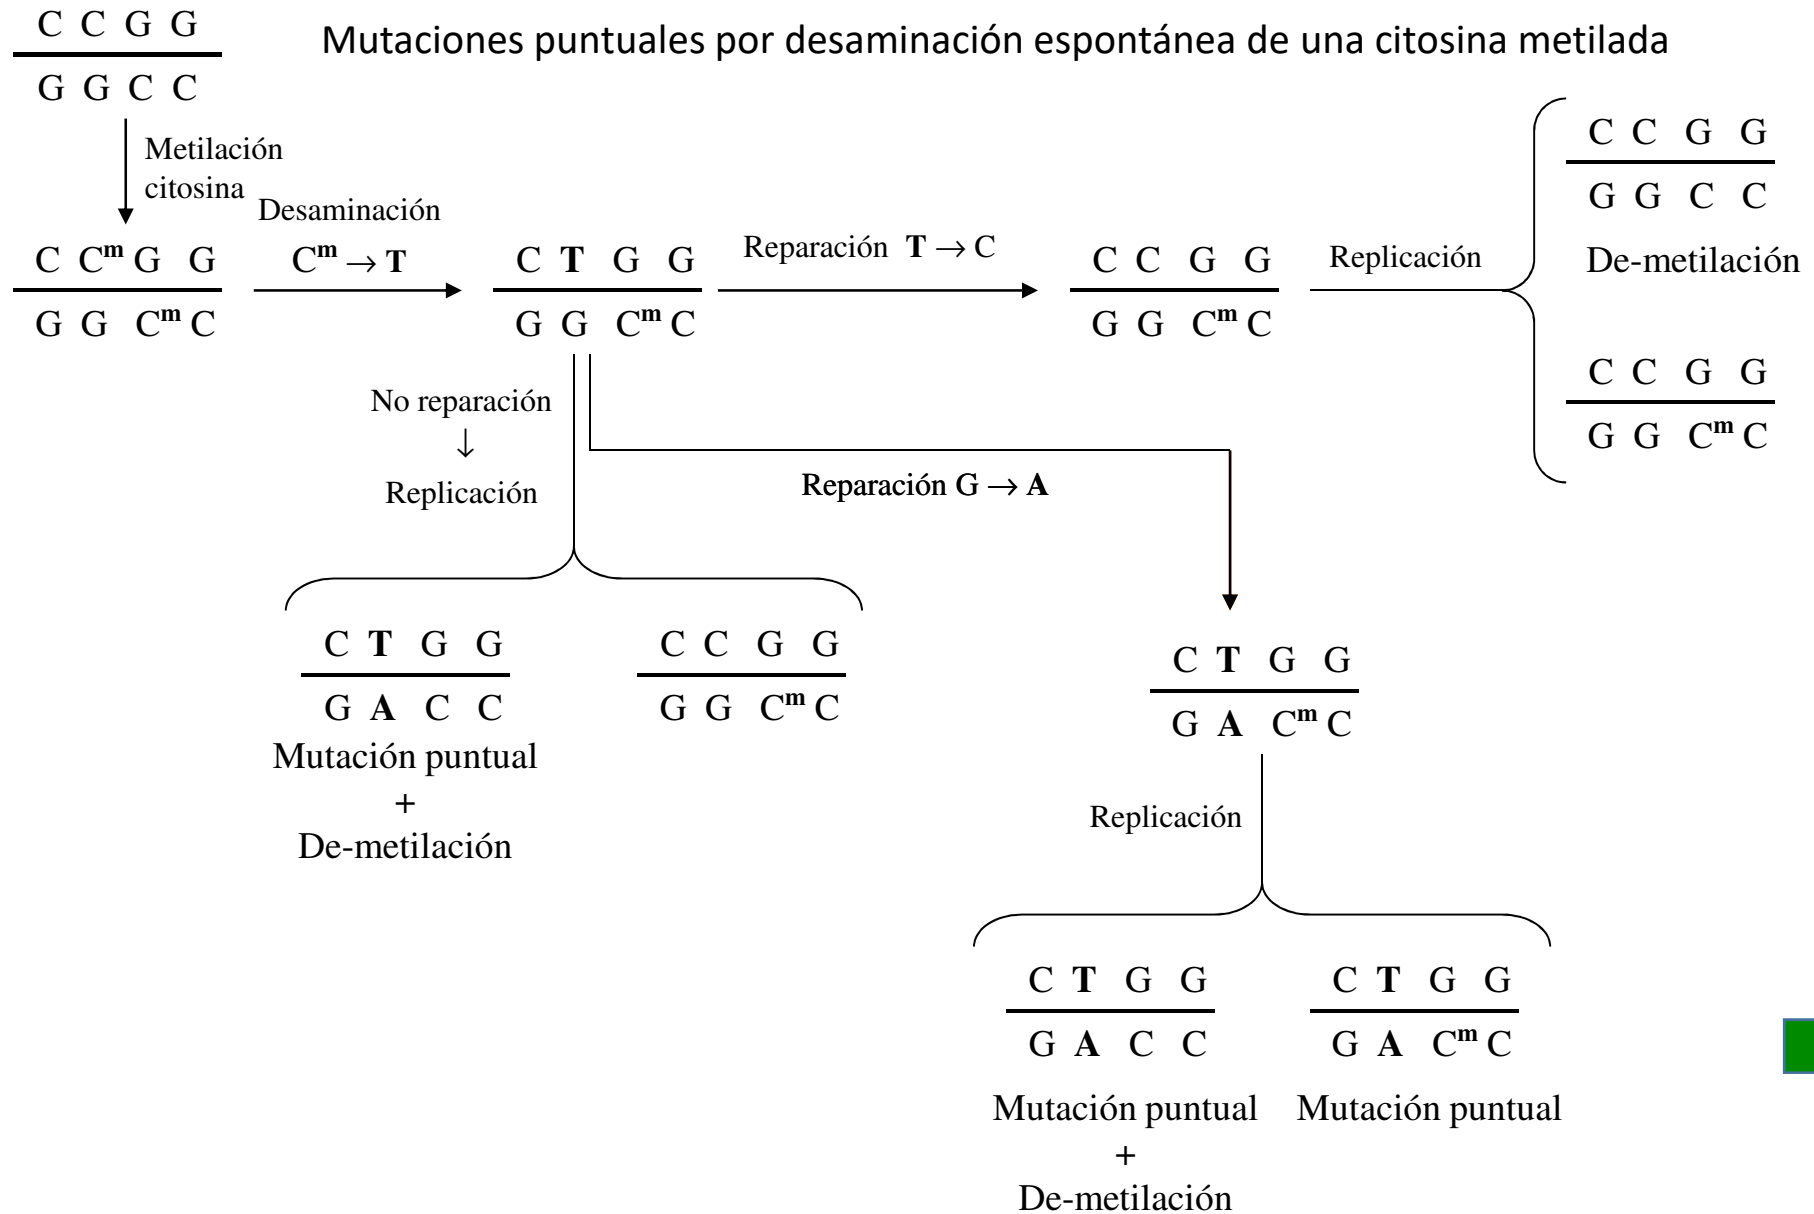 Mutaciones puntuales por desaminación espontánea de una citosina metilada
C C G G
G G C C
Metilación
citosina
C Cᵐ G G
G G Cᵐ C
Desaminación
Cᵐ → T
C T G G
G G Cᵐ C
Reparación T → C
C C G G
G G Cᵐ C
Replicación
C C G G
G G C C
De-metilación
C C G G
G G Cᵐ C
No reparación
↓
Replicación
Reparación G → A
C T G G
G A C C
Mutación puntual
+
De-metilación
C C G G
G G Cᵐ C
C T G G
G A Cᵐ C
Replicación
C T G G
G A C C
Mutación puntual
+
De-metilación
C T G G
G A Cᵐ C
Mutación puntual